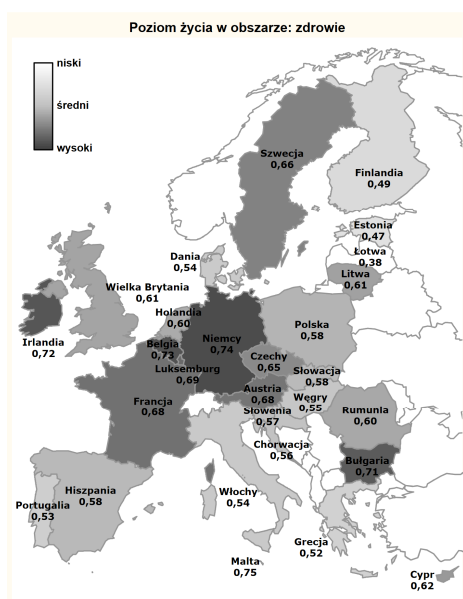 Poziom życia w obszarze: zdrowie
niski
średni
wysoki
Szwecja
0,66
Finlandia
0,49
Estonia
0,47
Łotwa
0,38
Litwa
0,61
Dania
0,54
Wielka Brytania
0,61
Holandia
0,60
Irlandia
0,72
Belgia
0,73
Niemcy
0,74
Polska
0,58
Luksemburg
0,69
Czechy
0,65
Słowacja
0,58
Francja
0,68
Austria
0,68
Węgry
0,55
Słowenia
0,57
Rumunia
0,60
Chorwacja
0,56
Bułgaria
0,71
Hiszpania
0,58
Portugalia
0,53
Włochy
0,54
Grecja
0,52
Malta
0,75
Cypr
0,62